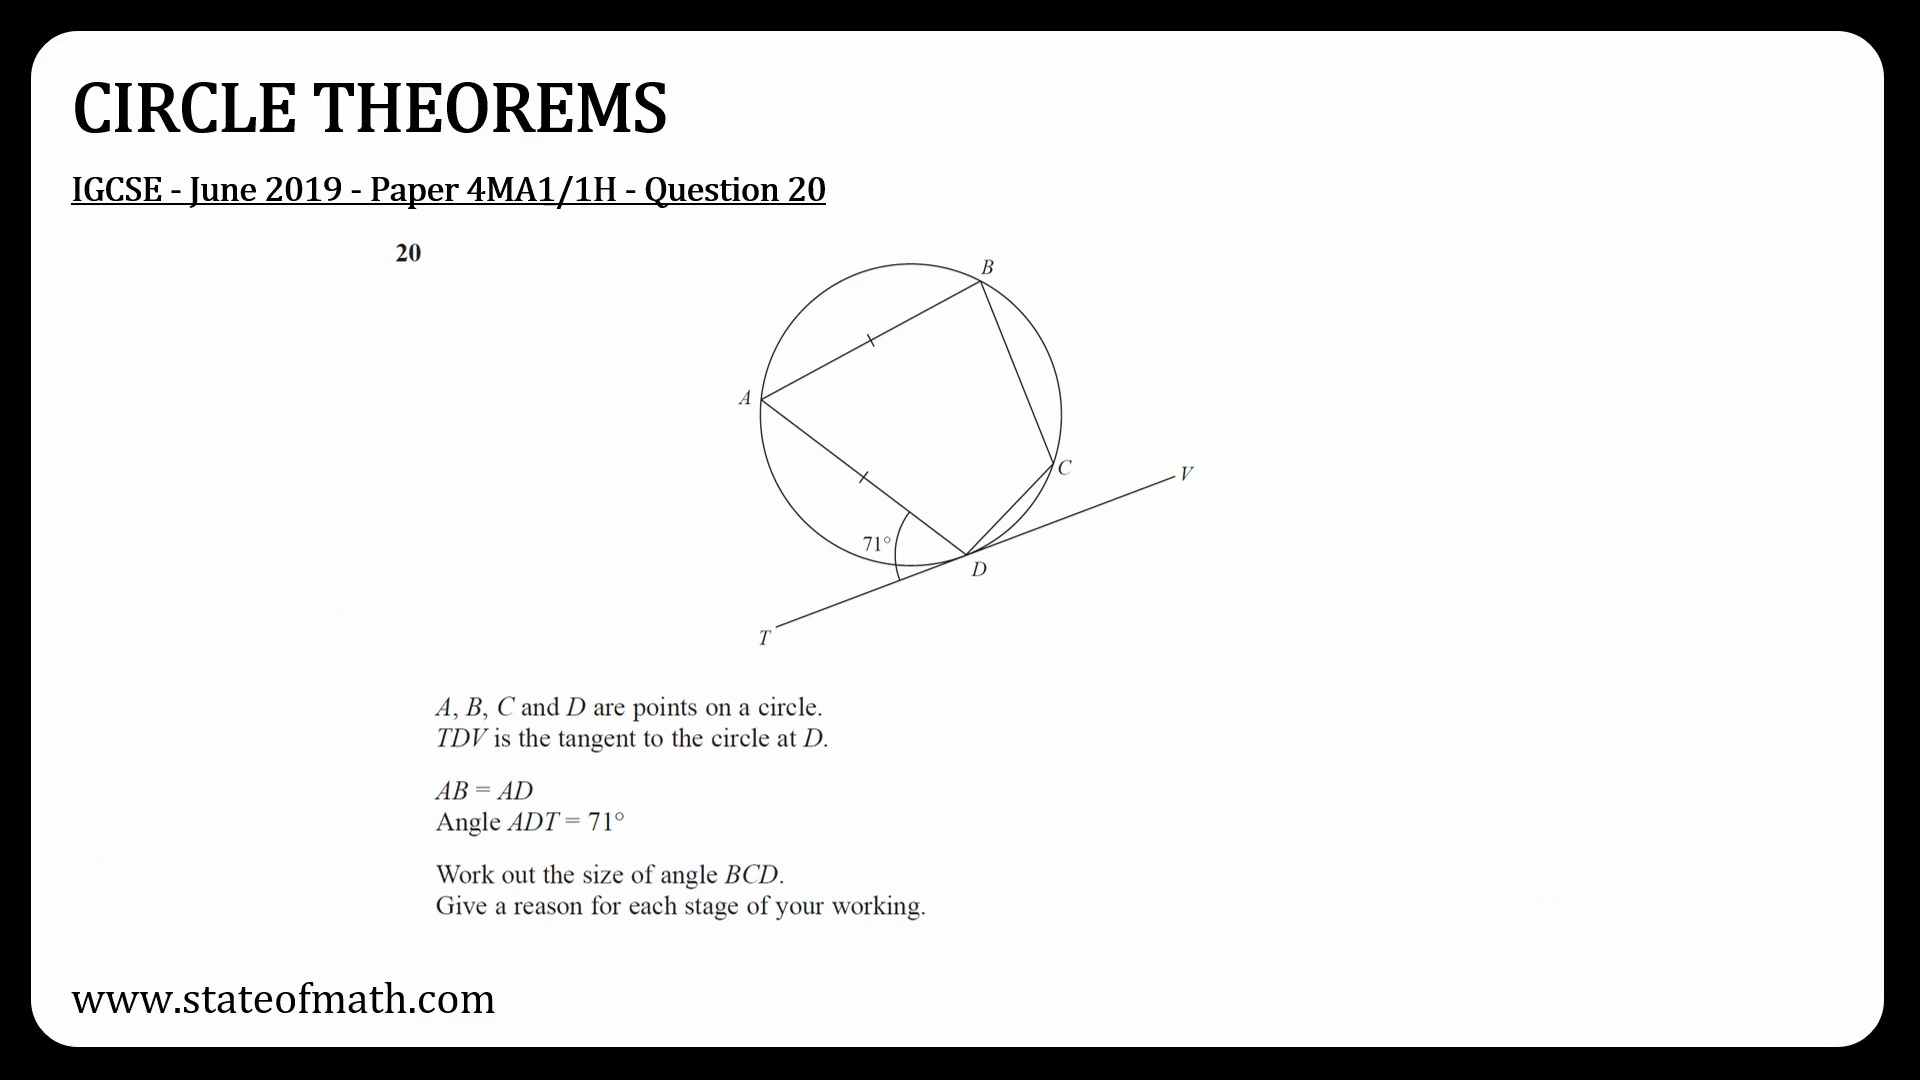 CIRCLE THEOREMS
IGCSE - June 2019 - Paper 4MA1/1H - Question 20
20
B
A
C
V
71°
D
T
A, B, C and D are points on a circle.
TDV is the tangent to the circle at D.
AB = AD
Angle ADT = 71°
Work out the size of angle BCD.
Give a reason for each stage of your working.
www.stateofmath.com